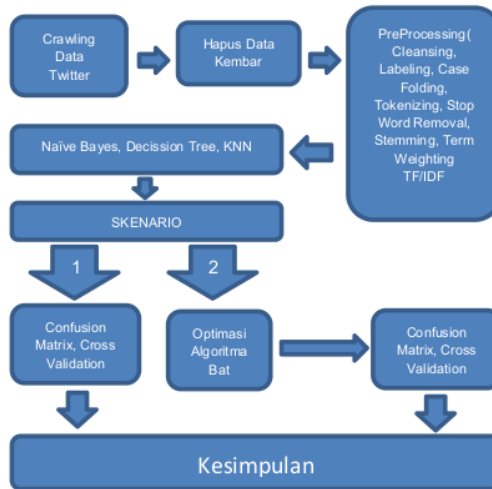 Crawling
Data
Twitter
Hapus Data
Kembar
PreProcessing(
Cleansing,
Labeling, Case
Folding,
Tokenizing, Stop
Word Removal,
Stemming, Term
Weighting
TF/IDF
Naïve Bayes, Decission Tree, KNN
SKENARIO
1
2
Confusion
Matrix, Cross
Validation
Optimasi
Algoritma
Bat
Confusion
Matrix, Cross
Validation
Kesimpulan